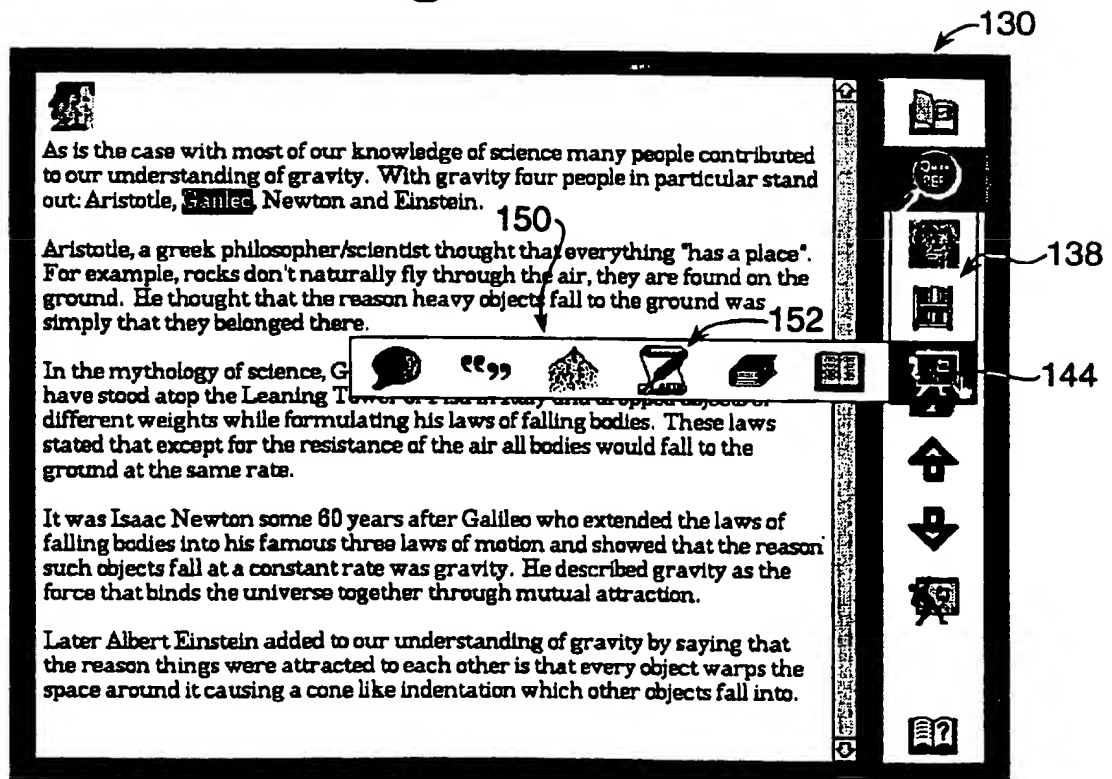 130
As is the case with most of our knowledge of science many people contributed
to our understanding of gravity. With gravity four people in particular stand
out: Aristotle, Galileo, Newton and Einstein.
150
Aristotle, a greek philosopher/scientist thought that everything "has a place".
For example, rocks don't naturally fly through the air, they are found on the
ground. He thought that the reason heavy objects fall to the ground was
simply that they belonged there.
138
152
In the mythology of science, G
144
have stood atop the Leaning
different weights while formulating his laws of falling bodies. These laws
stated that except for the resistance of the air all bodies would fall to the
ground at the same rate.
It was Isaac Newton some 60 years after Galileo who extended the laws of
falling bodies into his famous three laws of motion and showed that the reason
such objects fall at a constant rate was gravity. He described gravity as the
force that binds the universe together through mutual attraction.
Later Albert Einstein added to our understanding of gravity by saying that
the reason things were attracted to each other is that every object warps the
space around it causing a cone like indentation which other objects fall into.